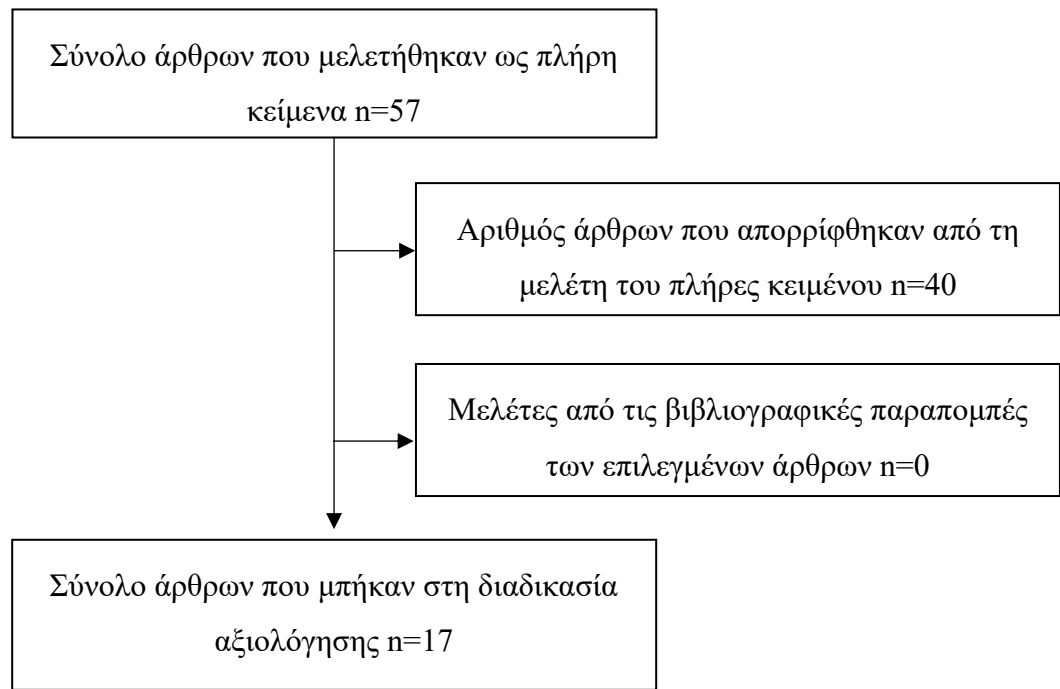 Σύνολο άρθρων που μελετήθηκαν ως πλήρη
κείμενα n=57
Αριθμός άρθρων που απορρίφθηκαν από τη
μελέτη του πλήρες κειμένου n=40
Μελέτες από τις βιβλιογραφικές παραπομπές
των επιλεγμένων άρθρων n=0
Σύνολο άρθρων που μπήκαν στη διαδικασία
αξιολόγησης n=17